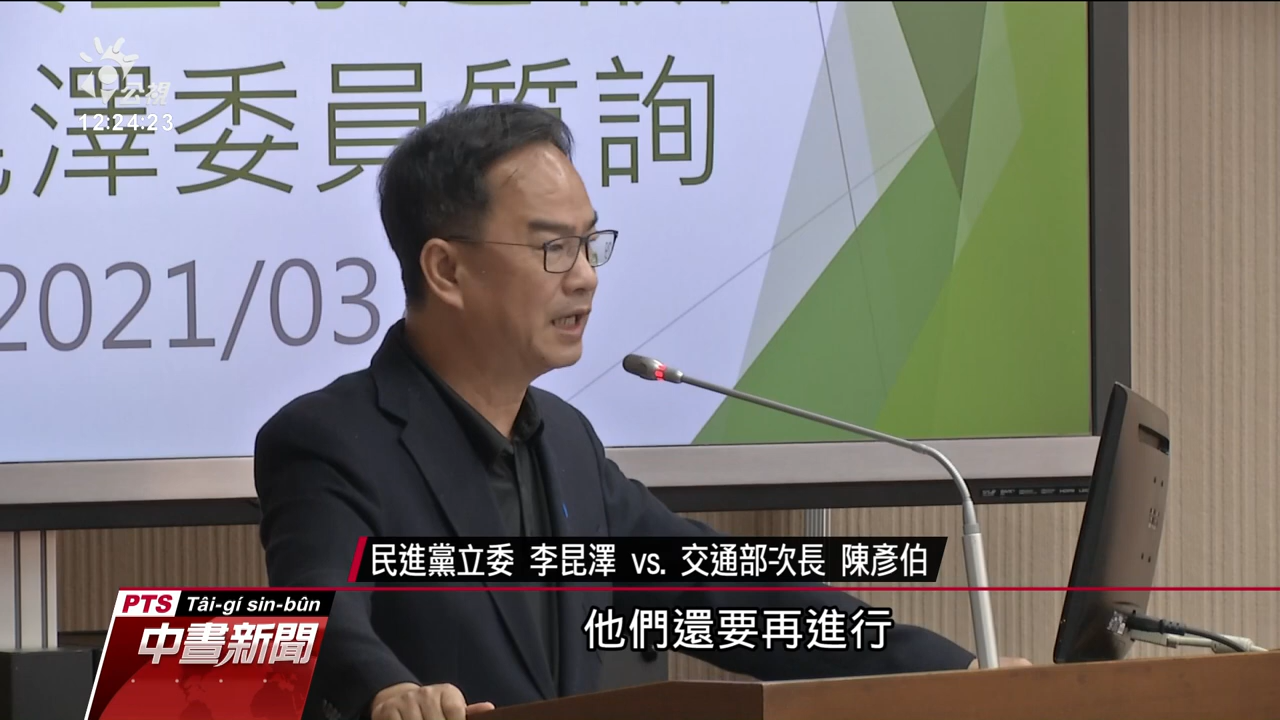 公視
12:24:23
澤委員質詢
2021/03
民進黨立委 李昆澤 vs. 交通部次長 陳彥伯
PTS Tâi-gí sin-bûn
中晝新聞
他們還要再進行